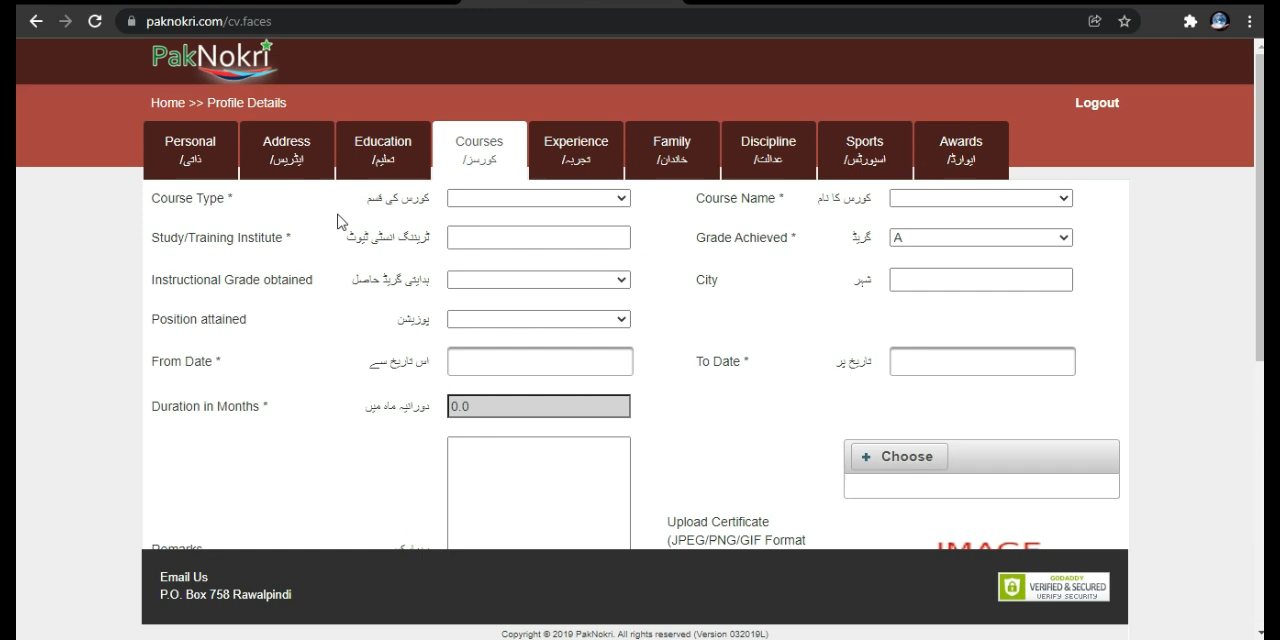 paknokri.com/cv.faces
PakNokri
Home >> Profile Details
Logout
Personal
/ذاتی
Address
/ایڈریس
Education
/تعلیم
Courses
/کورسز
Experience
/تجربہ
Family
/خاندان
Discipline
/عدالت
Sports
/اسپورٹس
Awards
/ایوارڈ
Course Type * کورس کی قسم
Course Name * کورس کا نام
Study/Training Institute * ٹریننگ انسٹی ٹیوٹ
Grade Achieved * گریڈ A
Instructional Grade obtained ہدایتی گریڈ حاصل
City شہر
Position attained پوزیشن
From Date * اس تاریخ سے
To Date * تاریخ پر
Duration in Months * دورانیہ ماہ میں 0.0
+ Choose
Upload Certificate
(JPEG/PNG/GIF Format
IMAGE
Remarks
Email Us
P.O. Box 758 Rawalpindi
GODADDY
VERIFIED & SECURED
VERIFY SECURITY
Copyright © 2019 PakNokri. All rights reserved (Version 032019L)